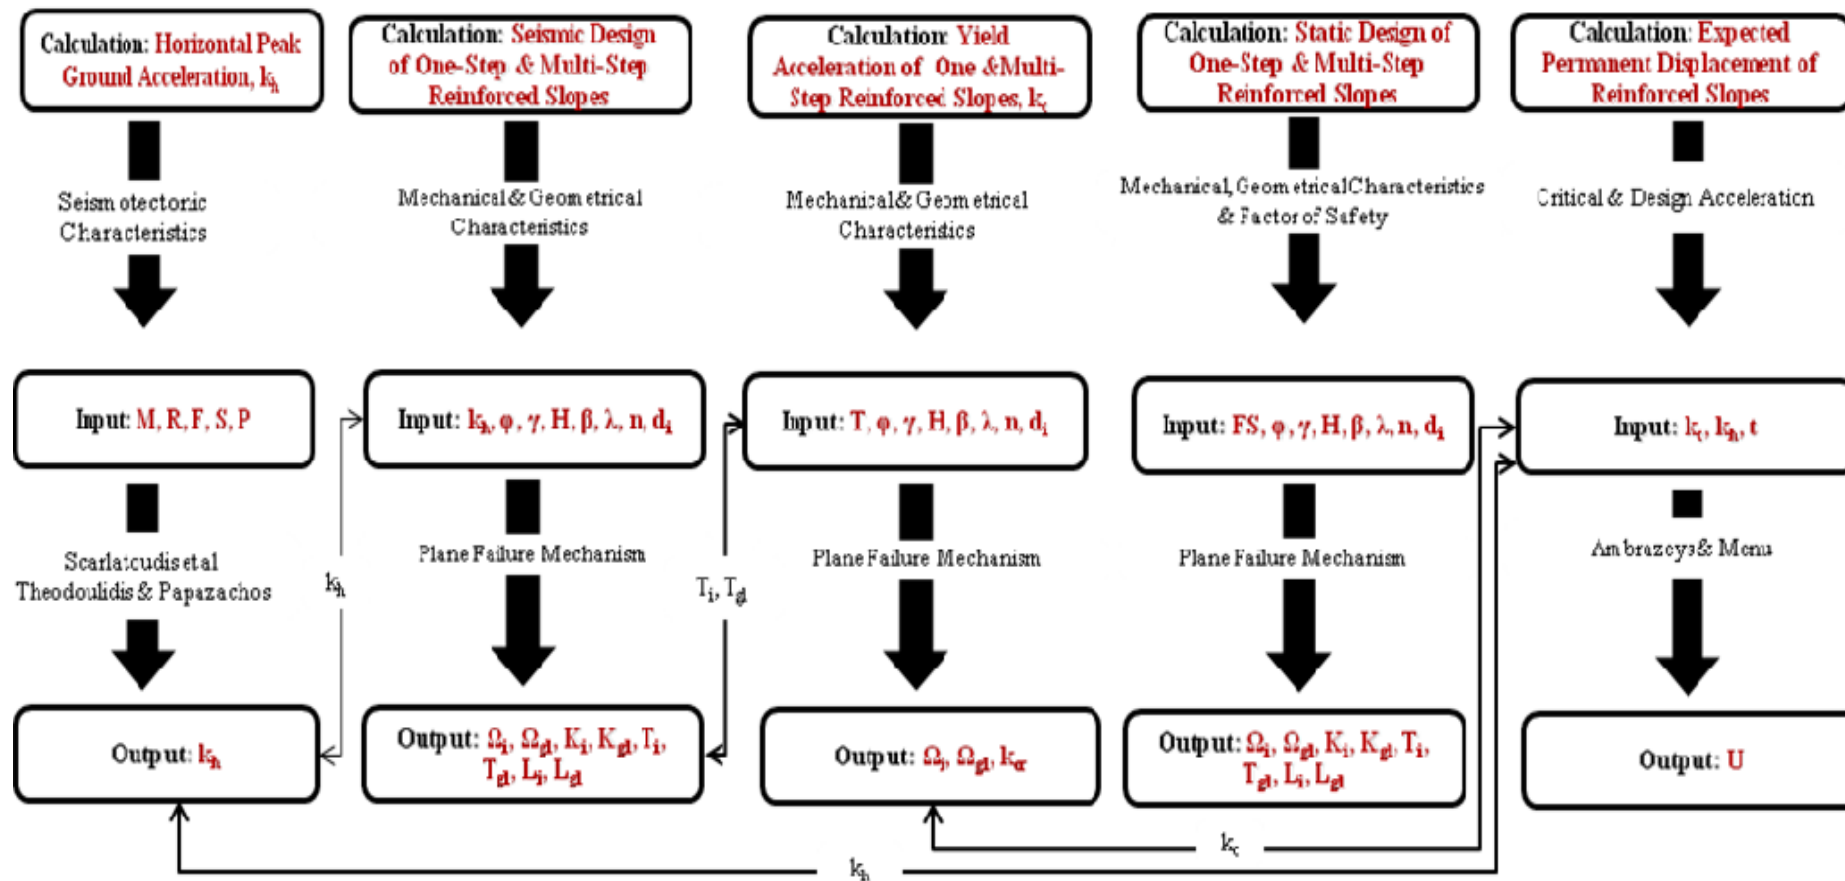 Calculation: Horizontal Peak
Ground Acceleration, kh
Calculation: Seismic Design
of One-Step & Multi-Step
Reinforced Slopes
Calculation: Yield
Acceleration of One & Multi-
Step Reinforced Slopes, kc
Calculation: Static Design of
One-Step & Multi-Step
Reinforced Slopes
Calculation: Expected
Permanent Displacement of
Reinforced Slopes
Seismotectonic
Characteristics
Mechanical & Geometrical
Characteristics
Mechanical & Geometrical
Characteristics
Mechanical, Geometrical Characteristics
& Factor of Safety
Critical & Design Acceleration
Input: M, R, F, S, P
Input: kh, φ, γ, H, β, λ, n, di
Input: T, φ, γ, H, β, λ, n, di
Input: FS, φ, γ, H, β, λ, n, di
Input: kc, kh, t
Scarlatoudis et al
Theodoulidis & Papazachos
kh
Plane Failure Mechanism
Ti, Tgl
Plane Failure Mechanism
Plane Failure Mechanism
Ambrazeys & Menu
Output: kh
Output: Ωi, Ωgl, Ki, Kgl, Ti,
Tgl, Li, Lgl
Output: Ωi, Ωgl, kcr
Output: Ωi, Ωgl, Ki, Kgl, Ti,
Tgl, Li, Lgl
Output: U
kc
kh